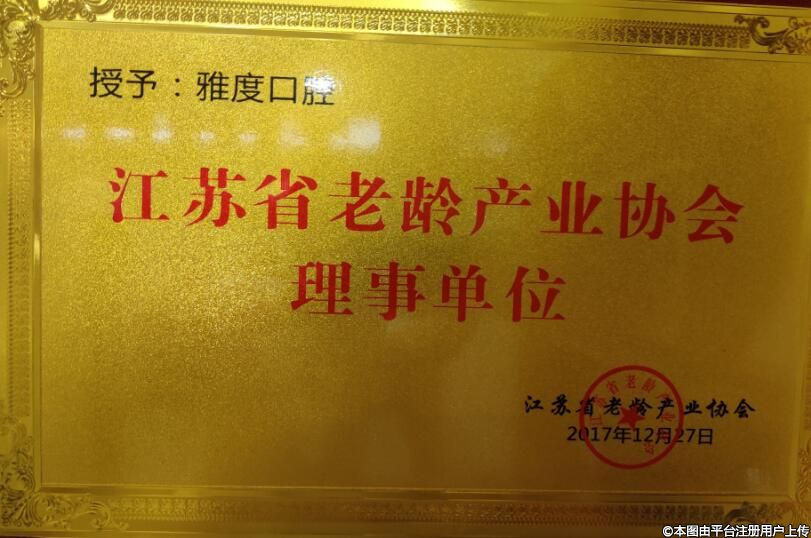 授予：雅度口腔
江苏省老龄产业协会
理事单位
江苏省老龄产业协会
2017年12月27日
©本图由平台注册用户上传